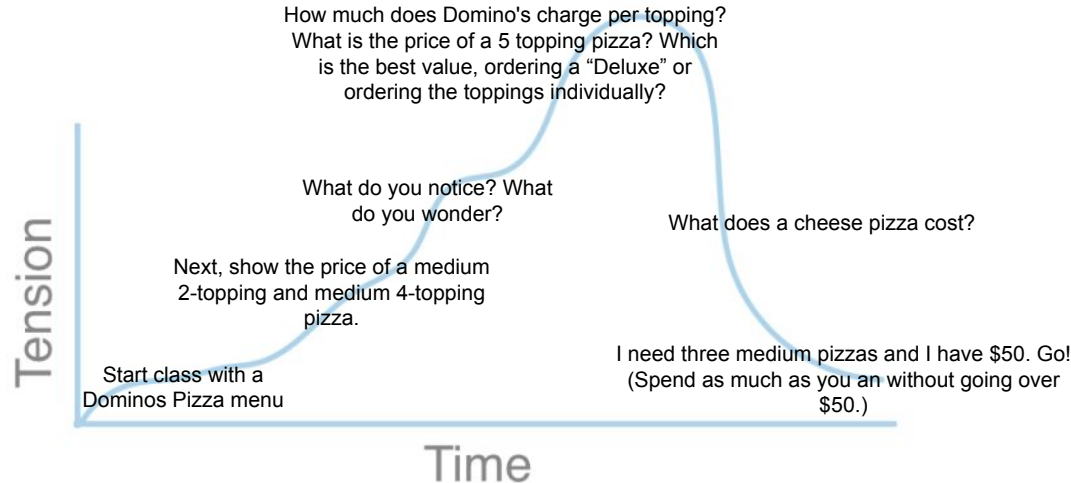 How much does Domino's charge per topping?
What is the price of a 5 topping pizza? Which
is the best value, ordering a “Deluxe” or
ordering the toppings individually?
What do you notice? What
do you wonder?
What does a cheese pizza cost?
Next, show the price of a medium
2-topping and medium 4-topping
pizza.
Start class with a
Dominos Pizza menu
I need three medium pizzas and I have $50. Go!
(Spend as much as you an without going over
$50.)
Tension
Time